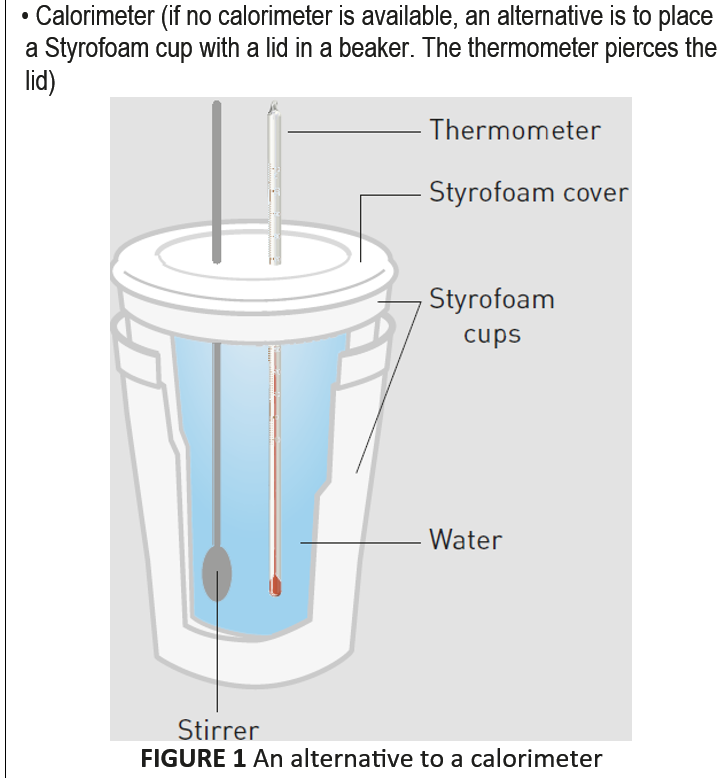 • Calorimeter (if no calorimeter is available, an alternative is to place
a Styrofoam cup with a lid in a beaker. The thermometer pierces the
lid)
Thermometer
Styrofoam cover
Styrofoam
cups
Water
Stirrer
FIGURE 1 An alternative to a calorimeter